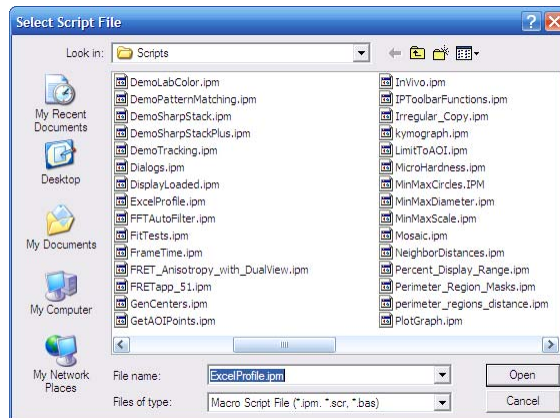 Select Script File
Look in: Scripts
My Recent
Documents
Desktop
My Documents
My Computer
My Network
Places
DemoLabColor.ipm
DemoPatternMatching.ipm
DemoSharpStack.ipm
DemoSharpStackPlus.ipm
DemoTracking.ipm
Dialogs.ipm
DisplayLoaded.ipm
ExcelProfile.ipm
FFTAutoFilter.ipm
FitTests.ipm
FrameTime.ipm
FRET_Anisotropy_with_DualView.ipm
FRETapp_51.ipm
GenCenters.ipm
GetAOIPoints.ipm
InVivo.ipm
IPToolbarFunctions.ipm
Irregular_Copy.ipm
kymograph.ipm
LimitToAOI.ipm
MicroHardness.ipm
MinMaxCircles.IPM
MinMaxDiameter.ipm
MinMaxScale.ipm
Mosaic.ipm
NeighborDistances.ipm
Percent_Display_Range.ipm
Perimeter_Region_Masks.ipm
perimeter_regions_distance.ipm
PlotGraph.ipm
File name: ExcelProfile.ipm Open
Files of type: Macro Script File (*.ipm, *.scr, *.bas) Cancel